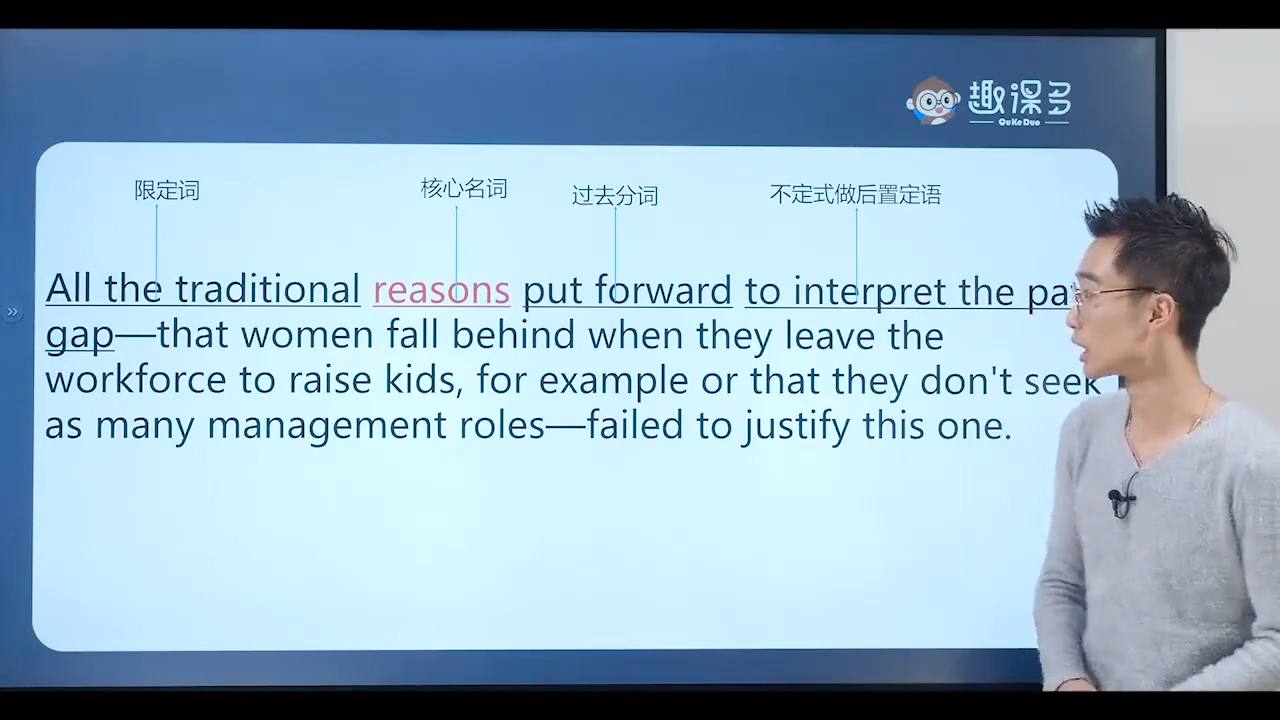 趣课多
QuKeDuo
限定词 核心名词 过去分词 不定式做后置定语
All the traditional reasons put forward to interpret the
gap—that women fall behind when they leave the
workforce to raise kids, for example or that they don't seek
as many management roles—failed to justify this one.